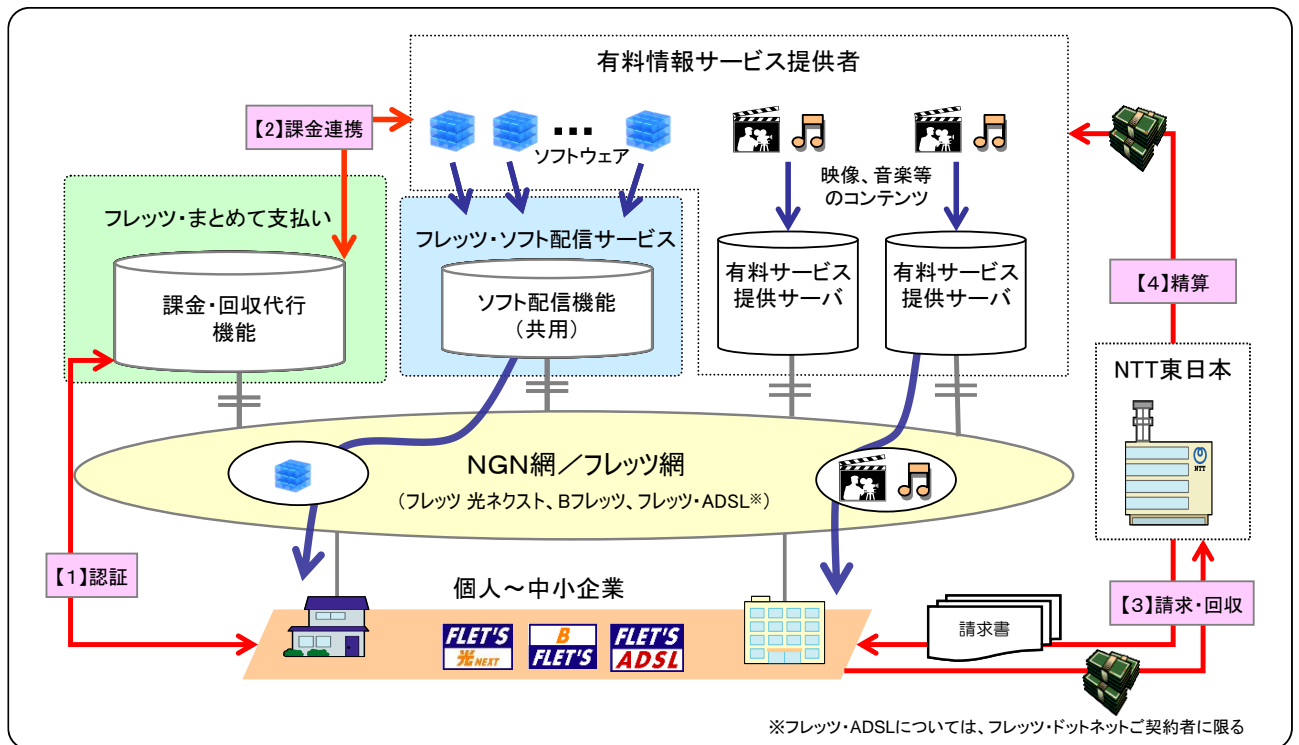 有料情報サービス提供者
【2】課金連携
・・・
ソフトウェア
映像、音楽等
のコンテンツ
フレッツ・まとめて支払い
課金・回収代行
機能
フレッツ・ソフト配信サービス
ソフト配信機能
（共用）
有料サービス
提供サーバ
有料サービス
提供サーバ
【4】精算
NTT東日本
NTT
NGN網／フレッツ網
（フレッツ 光ネクスト、Bフレッツ、フレッツ・ADSL※）
【1】認証
個人～中小企業
FLET'S
光NEXT
B
FLET'S
FLET'S
ADSL
【3】請求・回収
請求書
※フレッツ・ADSLについては、フレッツ・ドットネットご契約者に限る